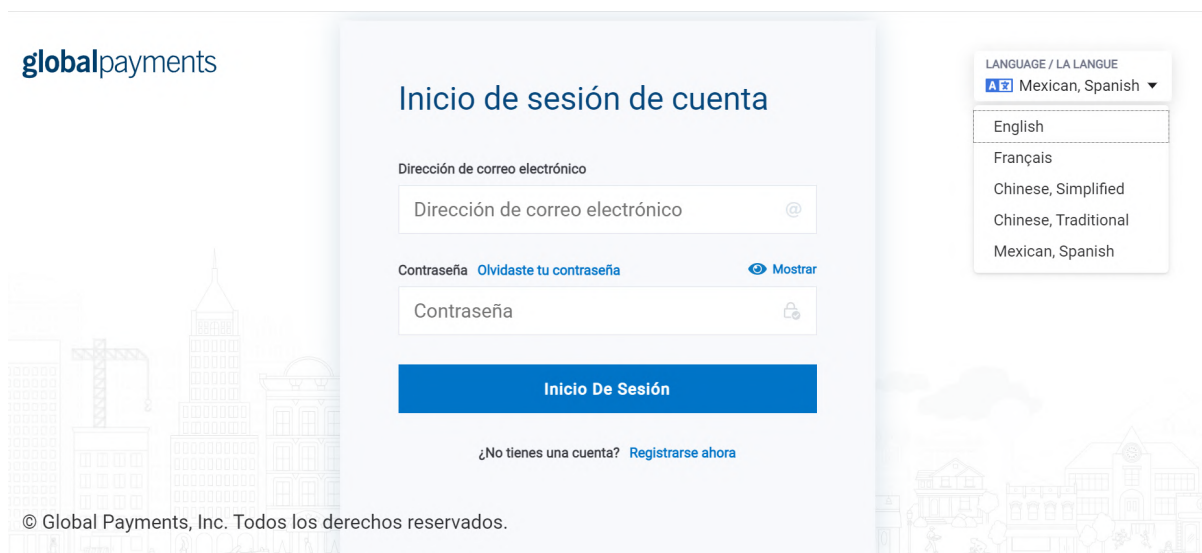 globalpayments
LANGUAGE / LA LANGUE
Mexican, Spanish
English
Français
Chinese, Simplified
Chinese, Traditional
Mexican, Spanish
Inicio de sesión de cuenta
Dirección de correo electrónico
Dirección de correo electrónico @
Contraseña Olvidaste tu contraseña Mostrar
Contraseña
Inicio De Sesión
¿No tienes una cuenta? Registrarse ahora
© Global Payments, Inc. Todos los derechos reservados.